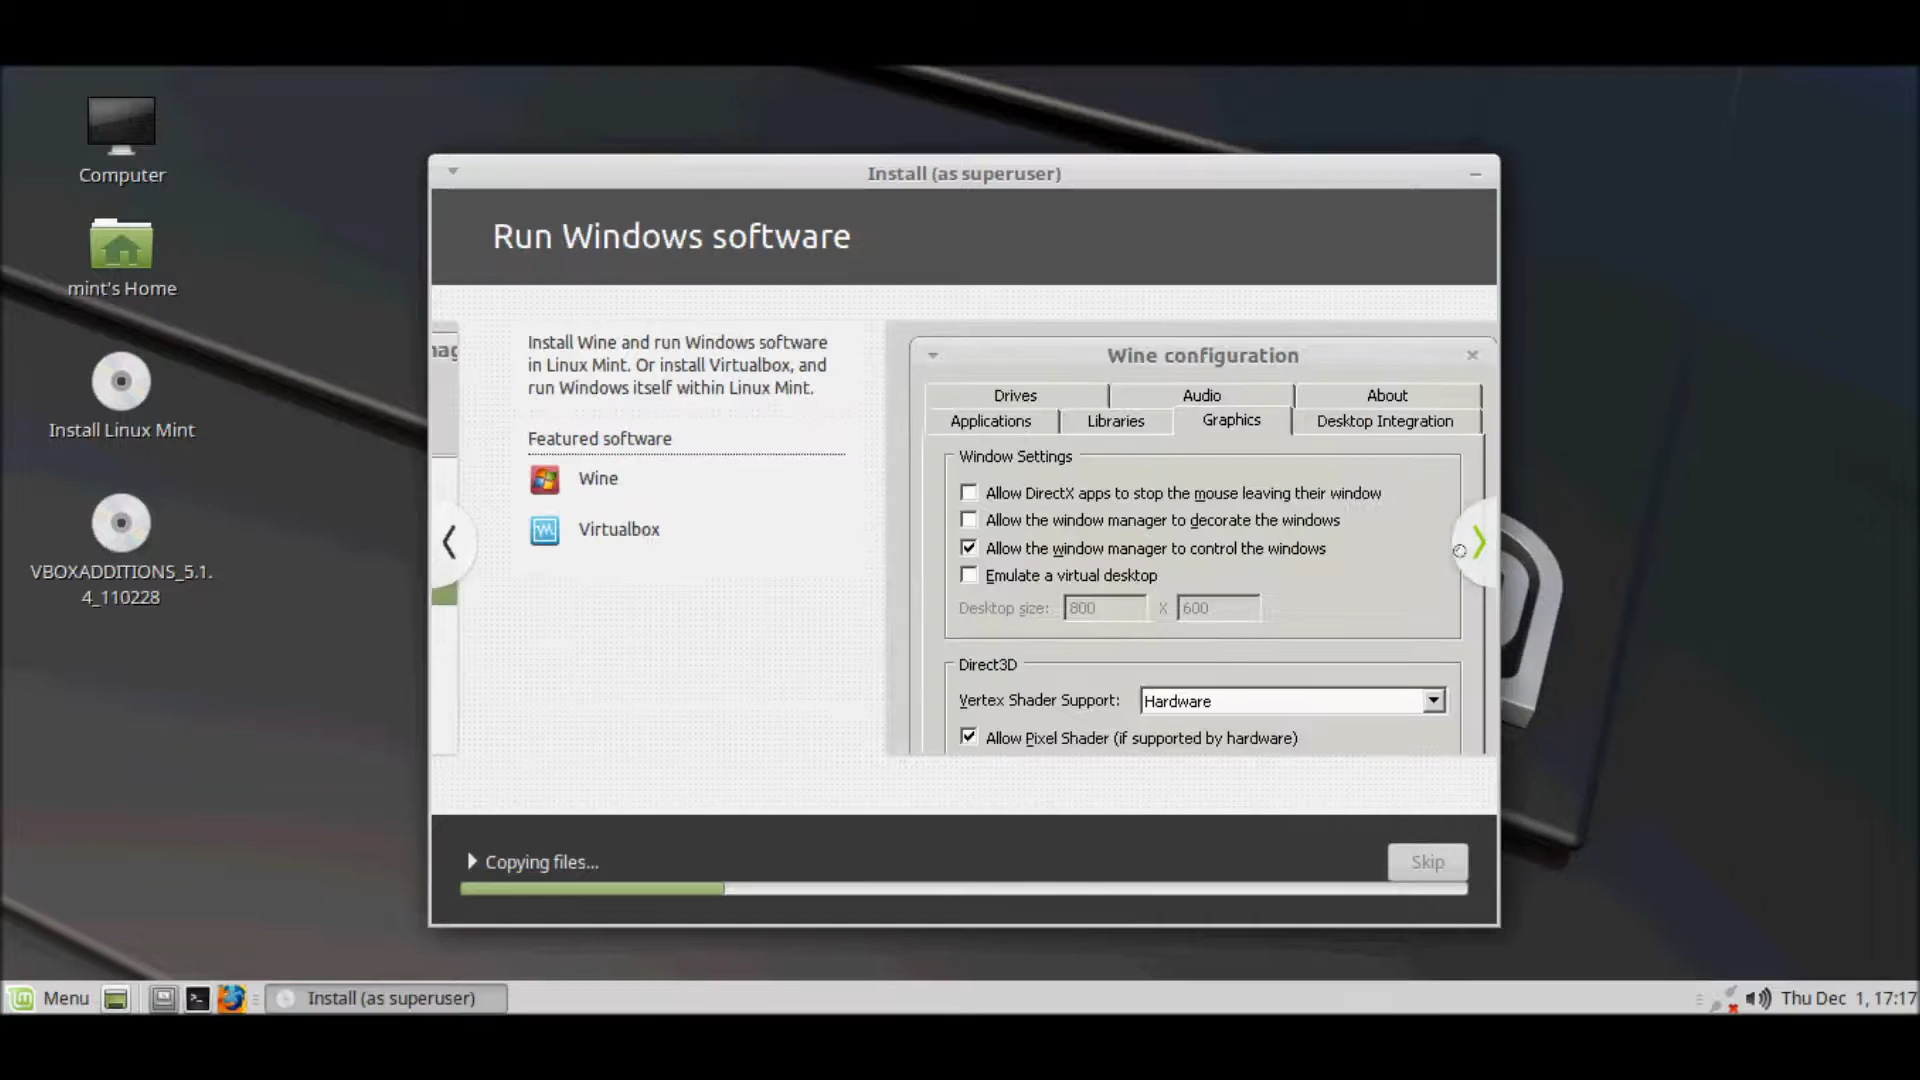 Computer
mint's Home
Install Linux Mint
VBOXADDITIONS_5.1.
4_110228
Install (as superuser)
Run Windows software
nag
Install Wine and run Windows software
in Linux Mint. Or install Virtualbox, and
run Windows itself within Linux Mint.
Featured software
Wine
Virtualbox
Wine configuration
Drives Audio About
Applications Libraries Graphics Desktop Integration
Window Settings
Allow DirectX apps to stop the mouse leaving their window
Allow the window manager to decorate the windows
Allow the window manager to control the windows
Emulate a virtual desktop
Desktop size: 800 X 600
Direct3D
Vertex Shader Support: Hardware
Allow Pixel Shader (if supported by hardware)
Copying files...
Skip
Menu
Install (as superuser)
Thu Dec 1, 17:17